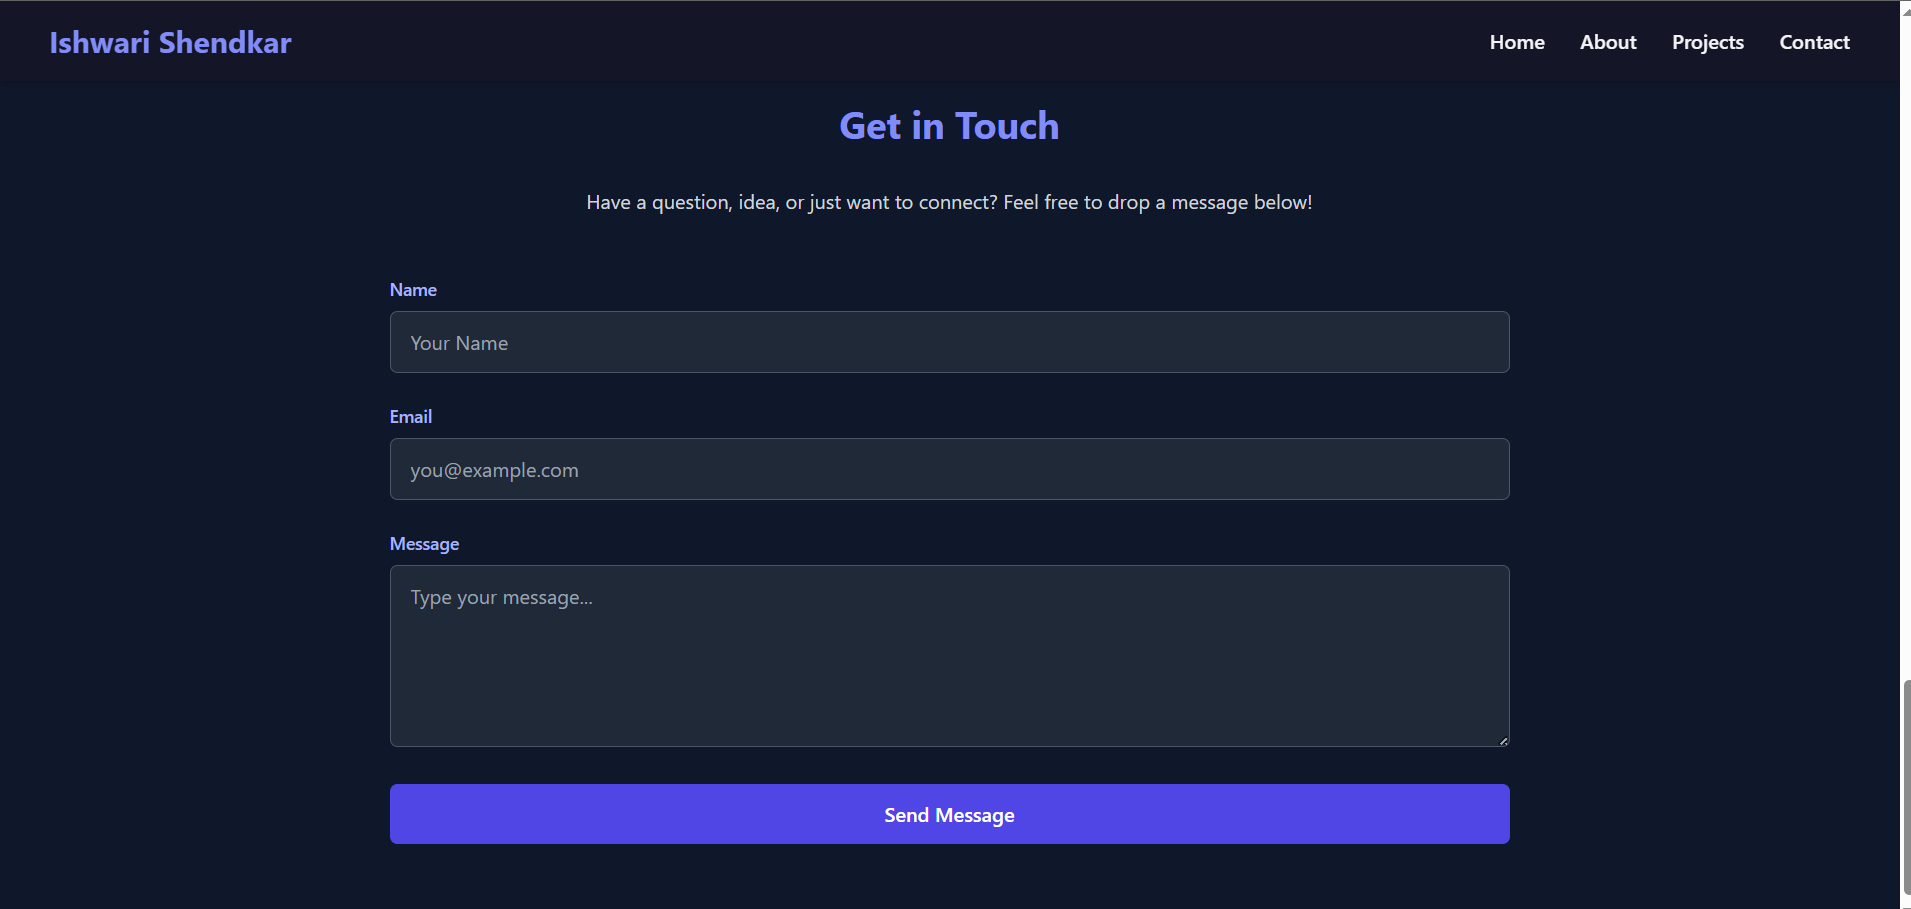 Ishwari Shendkar
Home About Projects Contact
Get in Touch
Have a question, idea, or just want to connect? Feel free to drop a message below!
Name
Your Name
Email
you@example.com
Message
Type your message...
Send Message